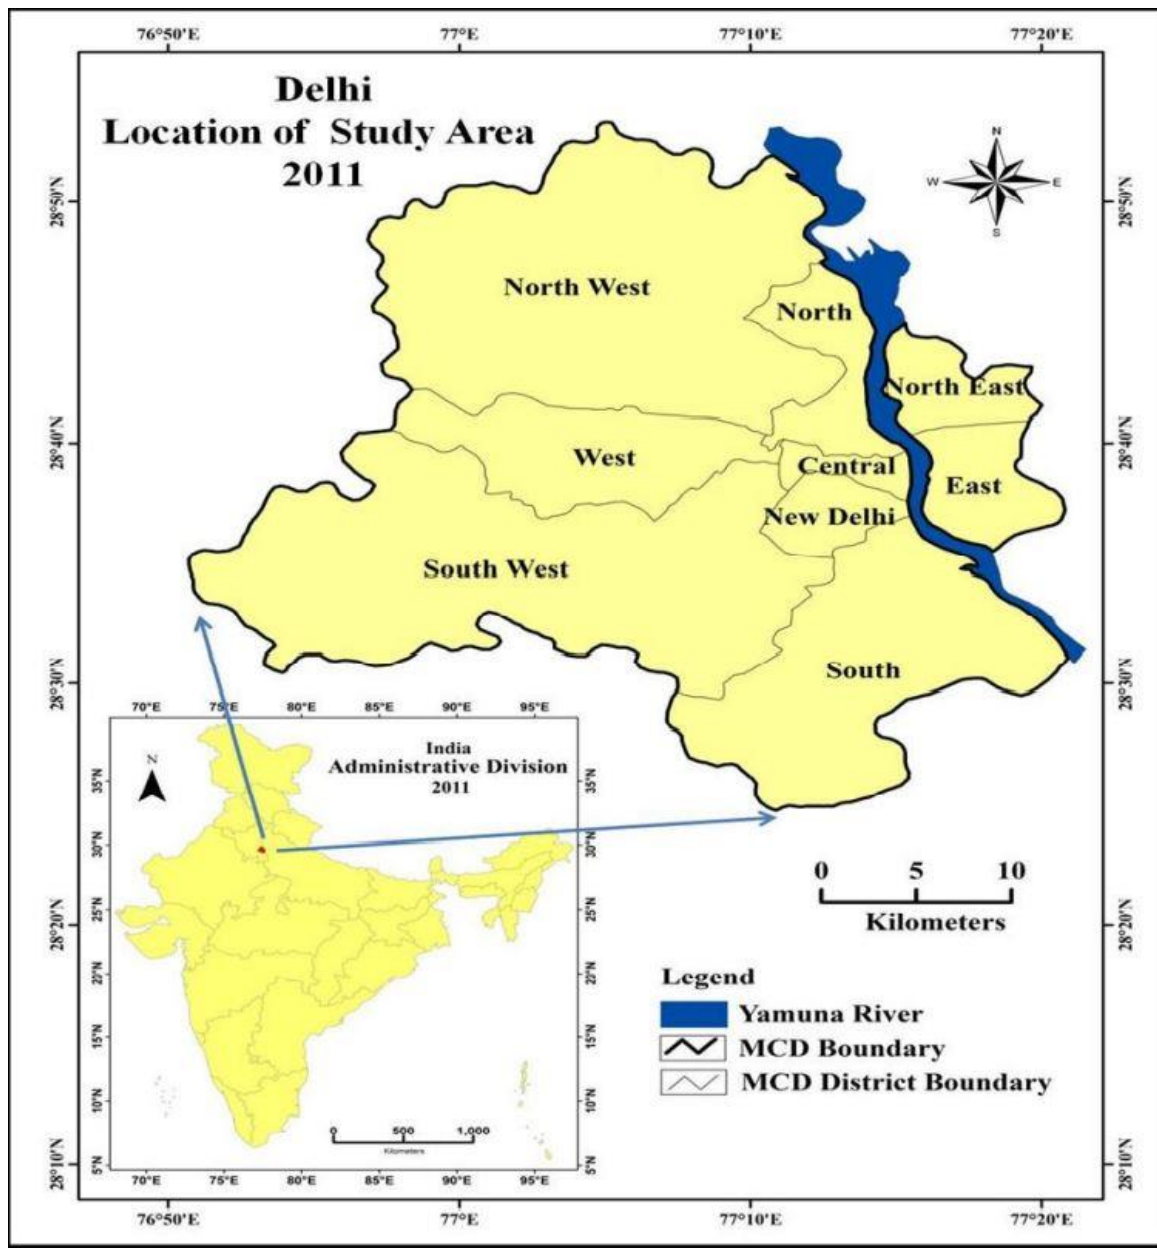 76°50'E 77°0'E 77°10'E 77°20'E
Delhi
Location of Study Area
2011
N
W E
S
28°50'N 28°50'N
North West
North
North East
28°40'N 28°40'N
West
Central
East
New Delhi
South West
South
28°30'N 28°30'N
70°E 75°E 80°E 85°E 90°E 95°E
India
Administrative Division
2011
N
35°N 35°N
30°N 30°N
25°N 25°N
20°N 20°N
15°N 15°N
10°N 10°N
5°N 5°N
0 500 1,000
Kilometers
70°E 75°E 80°E 85°E 90°E 95°E
0 5 10
Kilometers
28°20'N 28°20'N
Legend
Yamuna River
MCD Boundary
MCD District Boundary
28°10'N 28°10'N
76°50'E 77°0'E 77°10'E 77°20'E